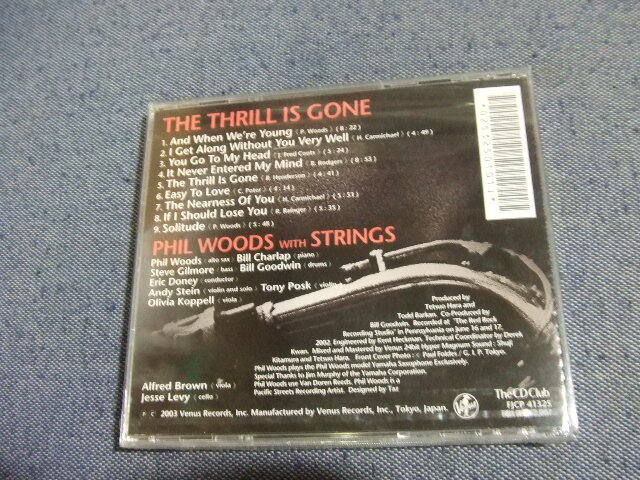 THE THRILL IS GONE
1. And When We're Young (P. Woods) (8:22)
2. I Get Along Without You Very Well (H. Carmichael) (4:49)
3. You Go To My Head (J. Fred Coots) (5:24)
4. It Never Entered My Mind (R. Rodgers) (8:53)
5. The Thrill Is Gone (R. Henderson) (4:41)
6. Easy To Love (C. Poter) (4:14)
7. The Nearness Of You (H. Carmichael) (5:53)
8. If I Should Lose You (R. Rainger) (5:35)
9. Solitude (P. Woods) (5:48)
PHIL WOODS WITH STRINGS
Phil Woods (alto sax) Bill Charlap (piano)
Steve Gilmore (bass) Bill Goodwin (drums)
Eric Doney (conductor)
Andy Stein (violin and solo) Tony Posk (violin)
Olivia Koppell (viola)
Alfred Brown (viola)
Jesse Levy (cello)
Produced by
Tetsuo Hara and
Todd Barkan. Co-Produced by
Bill Goodwin. Recorded at "The Red Rock
Recording Studio" in Pennsylvania on June 16 and 17,
2002. Engineered by Kent Heckman, Technical Coordinator by Derek
Kwan. Mixed and Mastered by Venus 24bit Hyper Magnum Sound: Shuji
Kitamura and Tetsuo Hara. Front Cover Photo: © Paul Foldes / G. I. P. Tokyo.
Phil Woods plays the Phil Woods model Yamaha Saxophone Exclusively.
Special Thanks to Jim Murphy of the Yamaha Corporation.
Phil Woods use Van Doren Reeds. Phil Woods is a
Pacific Streets Recording Artist. Designed by Taz
P C 2003 Venus Records, Inc. Manufactured by Venus Records, Inc., Tokyo, Japan.
The CD Club
FJCP 41325